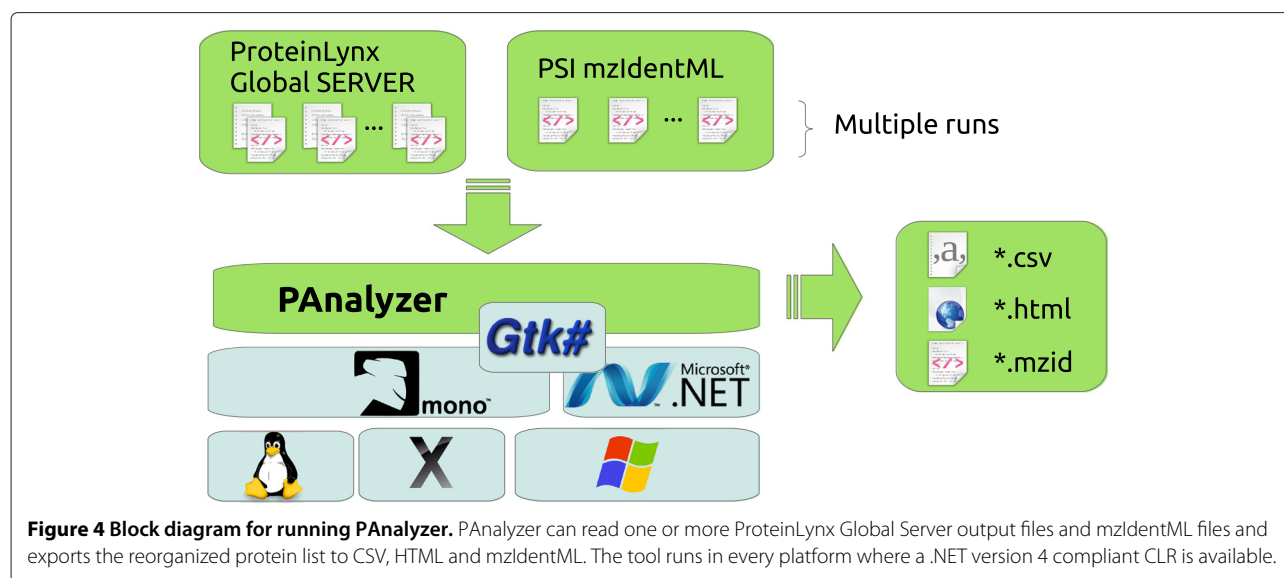 ProteinLynx
Global SERVER
...
PSI mzIdentML
...
Multiple runs
PAnalyzer
Gtk#
mono™
Microsoft®
.NET
™
,a,
*.csv
</>
*.html
*.mzid
X
Figure 4 Block diagram for running PAnalyzer. PAnalyzer can read one or more ProteinLynx Global Server output files and mzIdentML files and
exports the reorganized protein list to CSV, HTML and mzIdentML. The tool runs in every platform where a .NET version 4 compliant CLR is available.